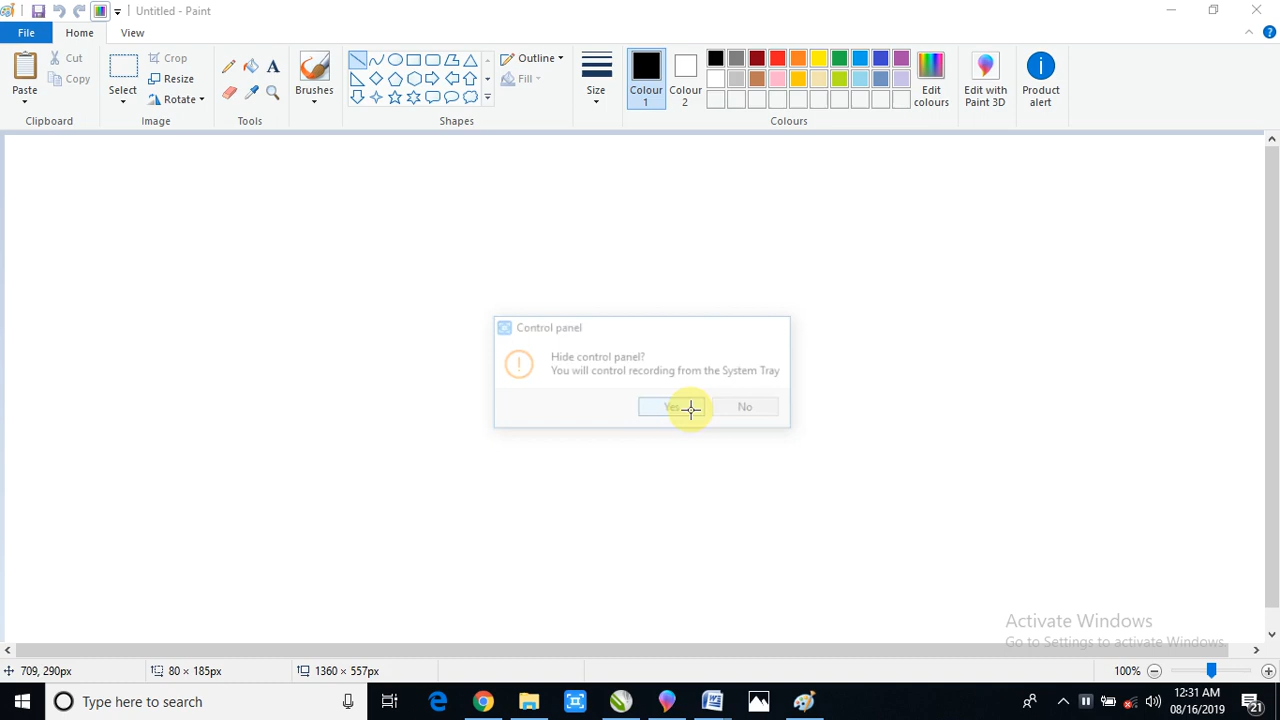 Untitled - Paint
File Home View
Paste
Cut
Copy
Clipboard
Select
Crop
Resize
Rotate
Image
Tools
Brushes
Outline
Fill
Shapes
Size
Colour 1
Colour 2
Edit colours
Colours
Edit with Paint 3D
Product alert
Control panel
Hide control panel?
You will control recording from the System Tray
Yes No
Activate Windows
Go to Settings to activate Windows.
709, 290px 80 × 185px 1360 × 557px 100%
Type here to search
12:31 AM
08/16/2019
21